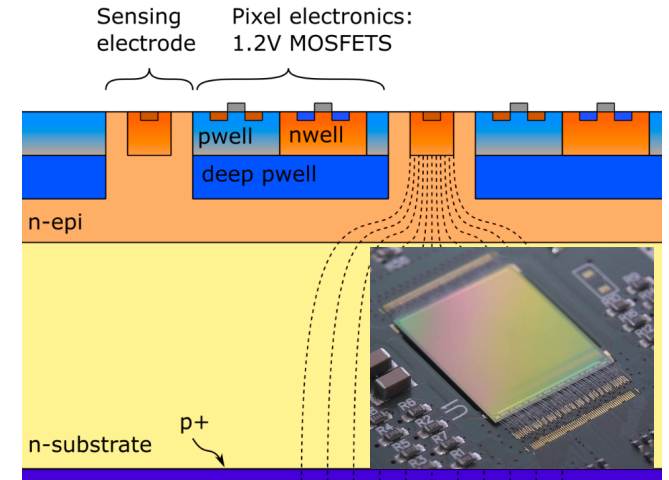 Sensing
electrode
Pixel electronics:
1.2V MOSFETS
pwell
nwell
deep pwell
n-epi
p+
n-substrate